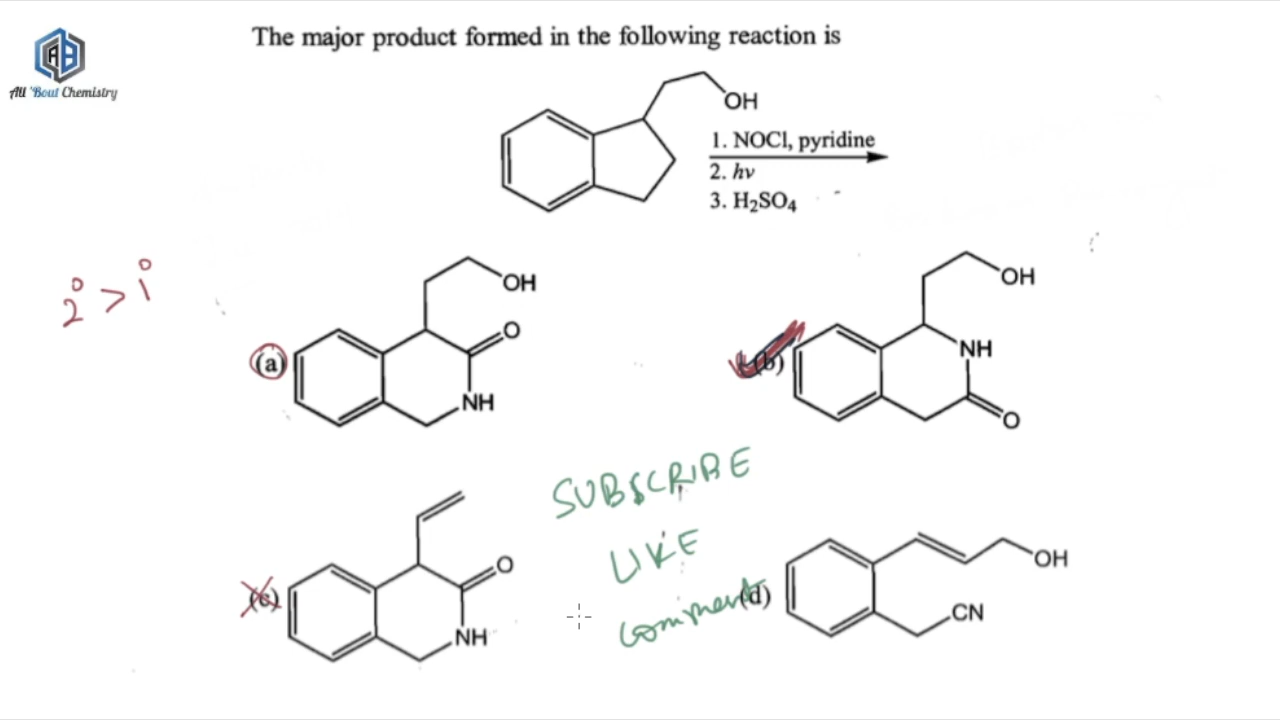 The major product formed in the following reaction is
All 'Bout Chemistry
OH
1. NOCl, pyridine
2. hv
3. H₂SO₄
2° > 1°
OH
O
(a)
NH
OH
NH
(b)
O
SUBSCRIBE
LIKE
comment
O
(c)
NH
OH
(d)
CN